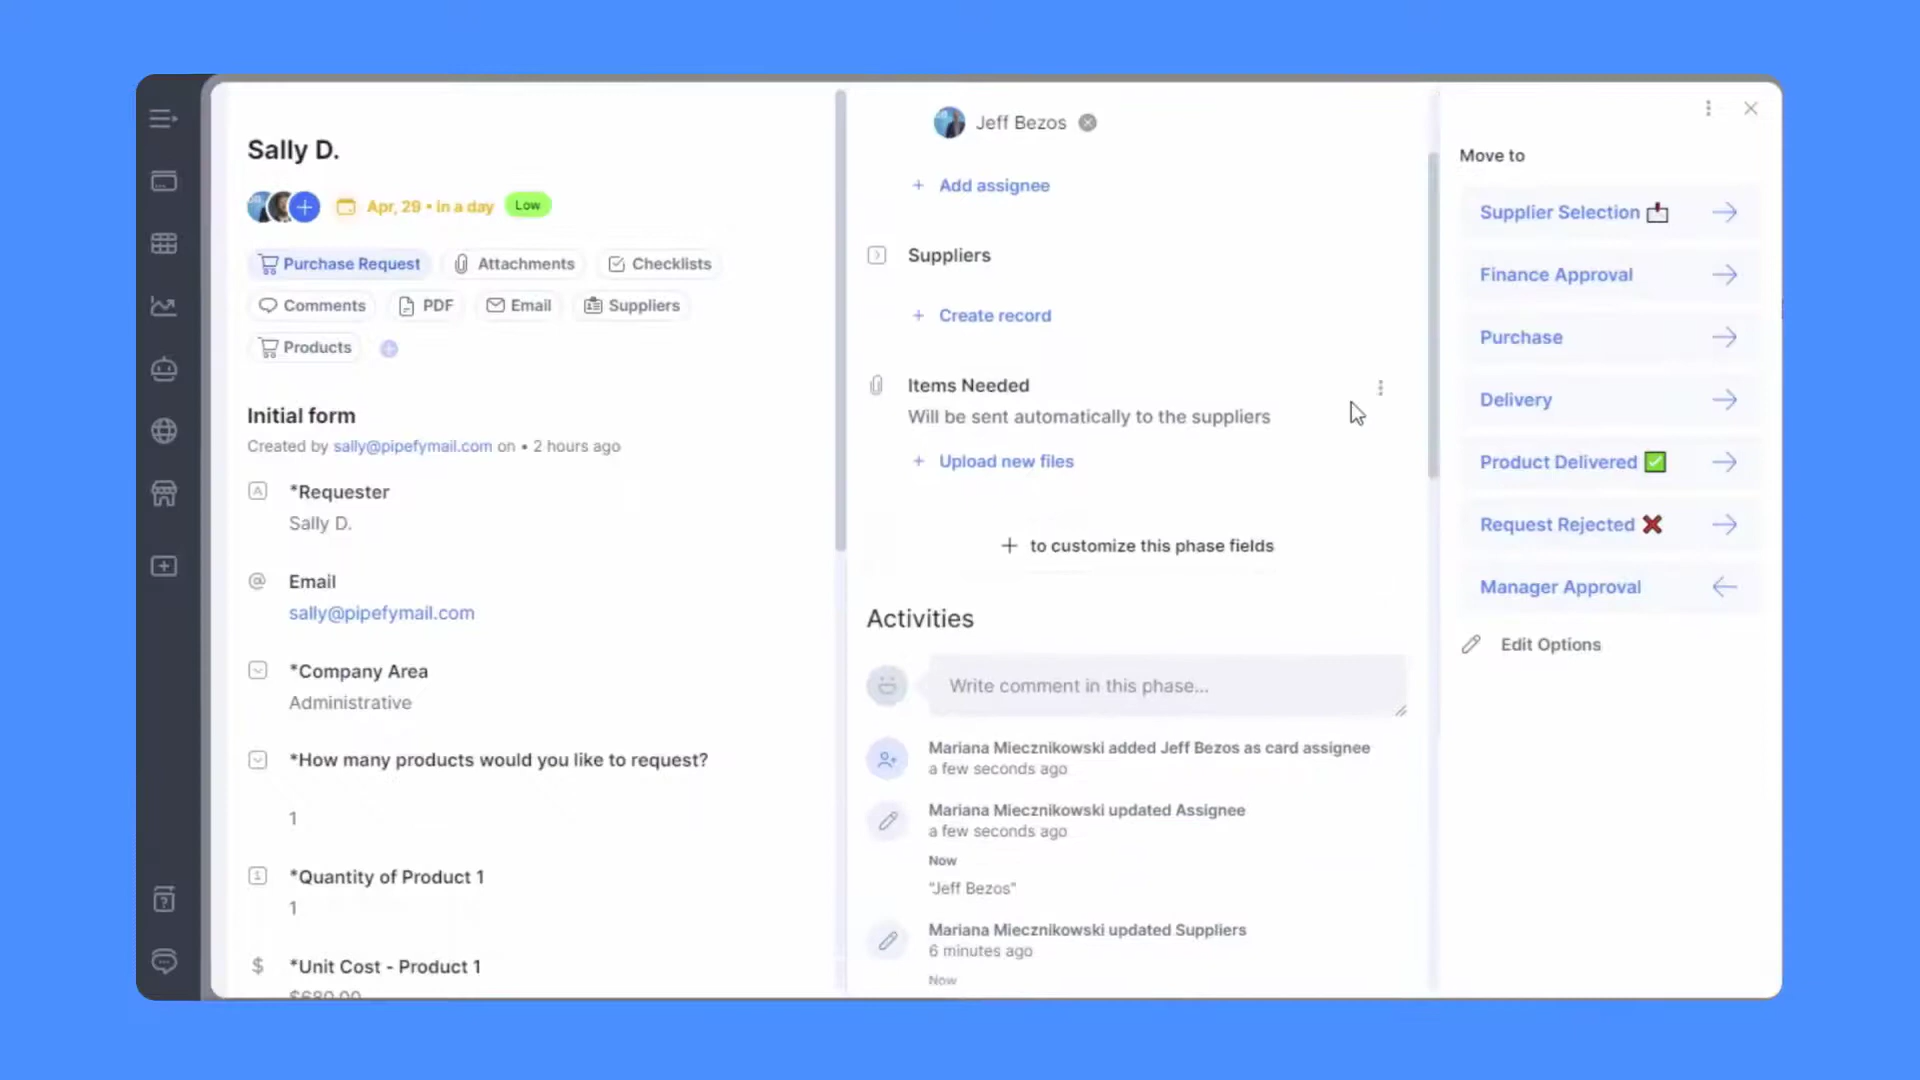 Sally D.
Apr, 29 • in a day
Low
Purchase Request
Attachments
Checklists
Comments
PDF
Email
Suppliers
Products
Initial form
Created by sally@pipefymail.com on • 2 hours ago
*Requester
Sally D.
Email
sally@pipefymail.com
*Company Area
Administrative
*How many products would you like to request?
1
*Quantity of Product 1
1
*Unit Cost - Product 1
$680.00
Jeff Bezos
+ Add assignee
Suppliers
+ Create record
Items Needed
Will be sent automatically to the suppliers
+ Upload new files
+ to customize this phase fields
Activities
Write comment in this phase...
Mariana Miecznikowski added Jeff Bezos as card assignee
a few seconds ago
Mariana Miecznikowski updated Assignee
a few seconds ago
Now
"Jeff Bezos"
Mariana Miecznikowski updated Suppliers
6 minutes ago
Now
Move to
Supplier Selection
Finance Approval
Purchase
Delivery
Product Delivered ✅
Request Rejected ❌
Manager Approval
Edit Options